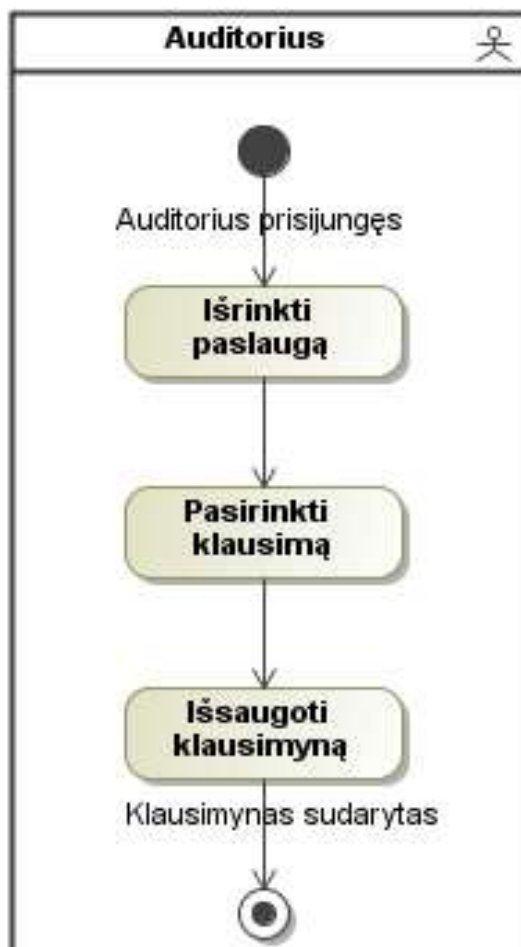 Auditorius
Auditorius prisijungęs
Išrinkti
paslaugą
Pasirinkti
klausimą
Išsaugoti
klausimyną
Klausimynas sudarytas